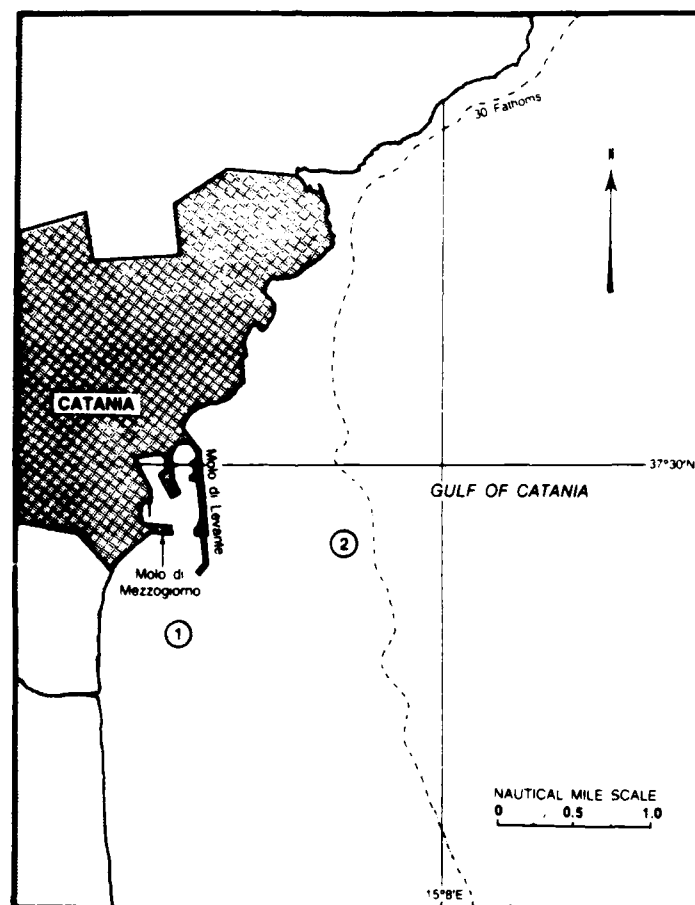 30 Fathoms
N
CATANIA
Molo di Levante
37°30'N
GULF OF CATANIA
2
Molo di
Mezzogiorno
1
NAUTICAL MILE SCALE
0 0.5 1.0
15°8'E